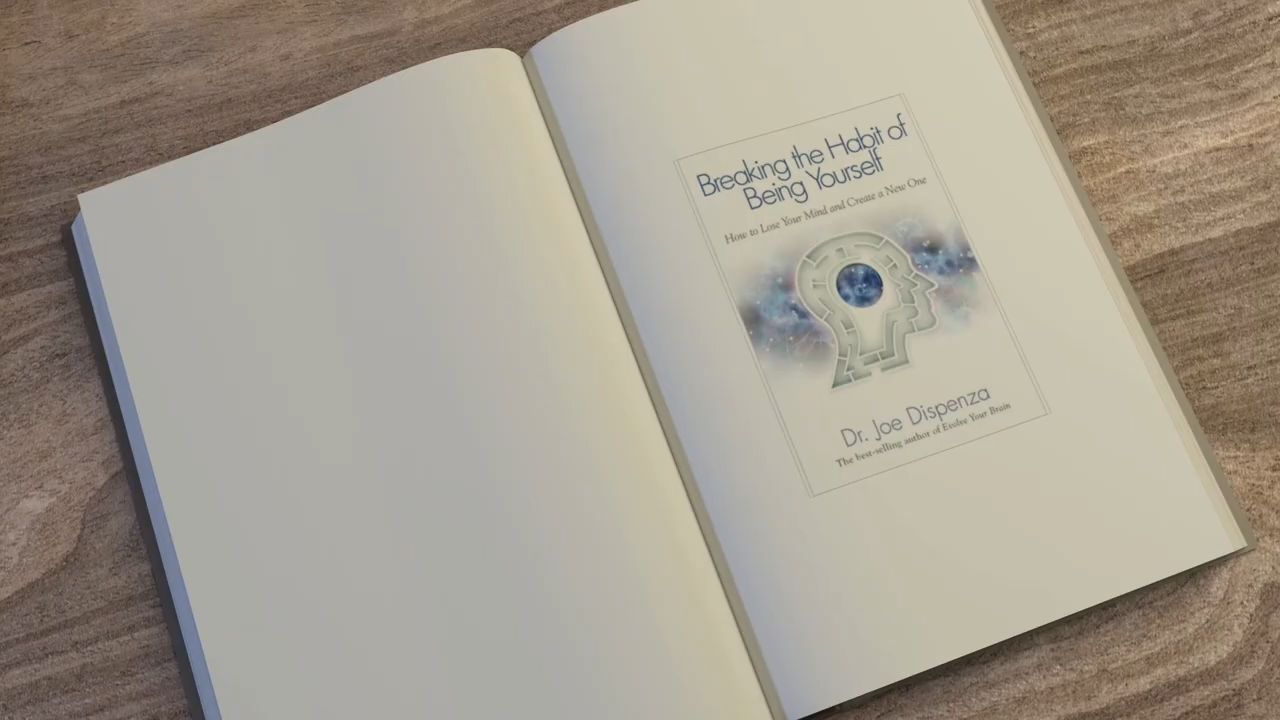 Breaking the Habit of
Being Yourself
How to Lose Your Mind and Create a New One
Dr. Joe Dispenza
The best-selling author of Evolve Your Brain